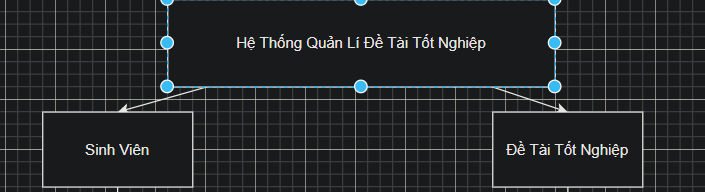 Hệ Thống Quản Lí Đề Tài Tốt Nghiệp
Sinh Viên
Đề Tài Tốt Nghiệp